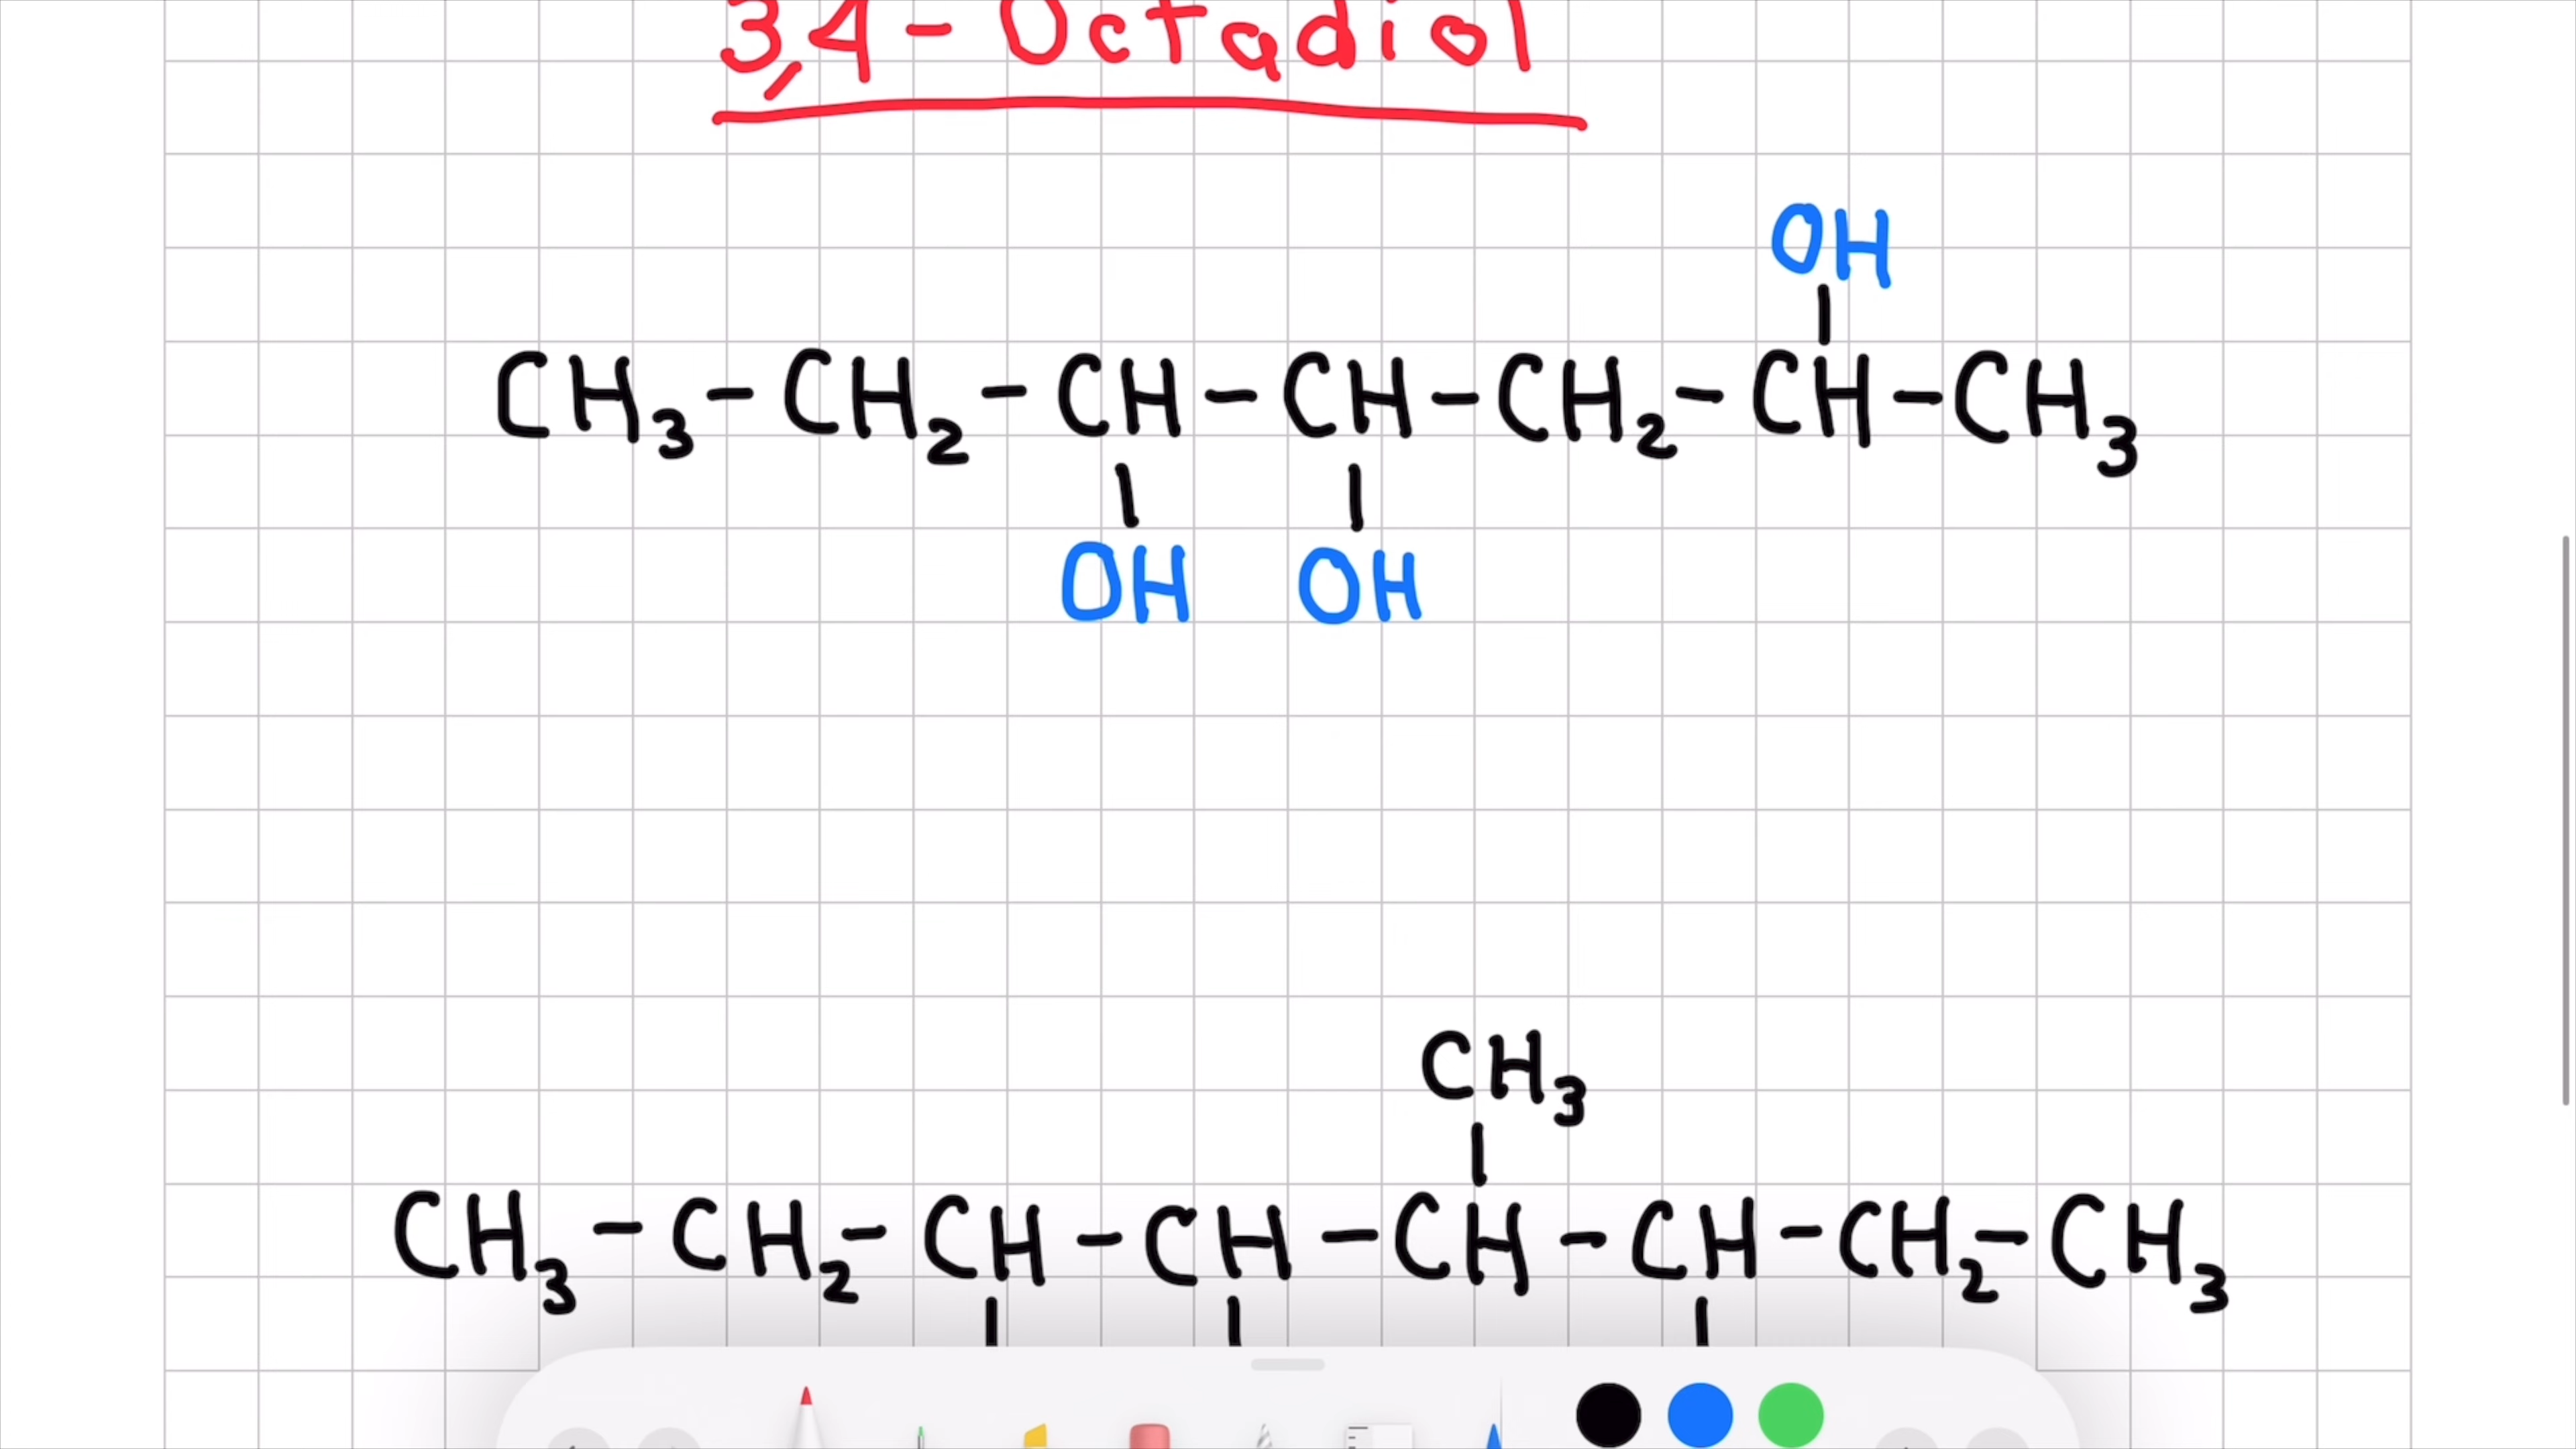 3,4 - Octadiol
OH
CH3 - CH2 - CH - CH - CH2 - CH - CH3
OH OH
CH3
CH3 - CH2 - CH - CH - CH - CH - CH2 - CH3